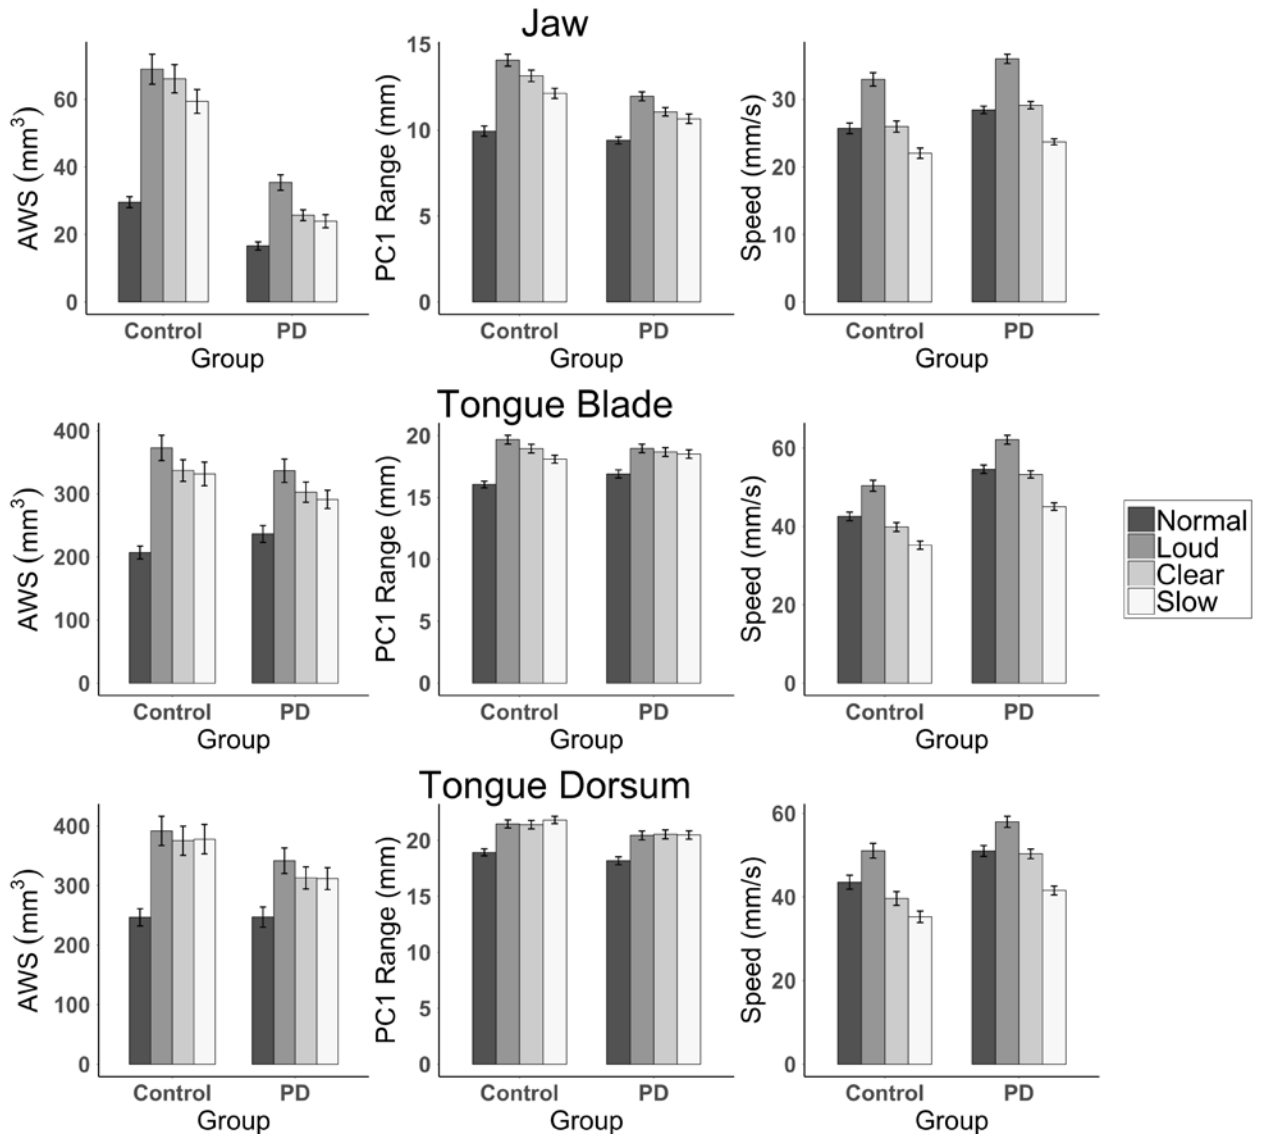 Jaw
AWS (mm³)
60
40
20
0
Control PD
Group
PC1 Range (mm)
15
10
5
0
Control PD
Group
Speed (mm/s)
30
20
10
0
Control PD
Group
Tongue Blade
AWS (mm³)
400
300
200
100
0
Control PD
Group
PC1 Range (mm)
20
15
10
5
0
Control PD
Group
Speed (mm/s)
60
40
20
0
Control PD
Group
Normal
Loud
Clear
Slow
Tongue Dorsum
AWS (mm³)
400
300
200
100
0
Control PD
Group
PC1 Range (mm)
20
15
10
5
0
Control PD
Group
Speed (mm/s)
60
40
20
0
Control PD
Group